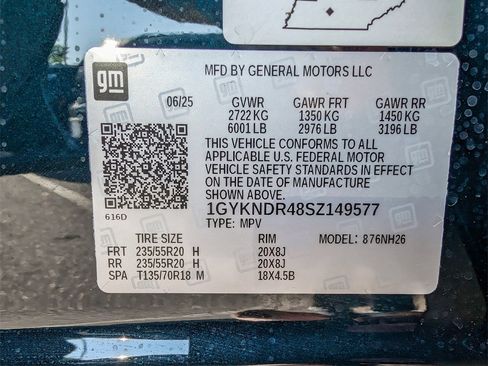 gm
MFD BY GENERAL MOTORS LLC
06/25 GVWR GAWR FRT GAWR RR
2722 KG 1350 KG 1450 KG
6001 LB 2976 LB 3196 LB
THIS VEHICLE CONFORMS TO ALL
APPLICABLE U.S. FEDERAL MOTOR
VEHICLE SAFETY STANDARDS IN EFFECT
ON THE DATE OF MANUFACTURE
SHOWN ABOVE.
1GYKNDR48SZ149577
616D
TYPE: MPV
TIRE SIZE RIM MODEL: 876NH26
FRT 235/55R20 H 20X8J
RR 235/55R20 H 20X8J
SPA T135/70R18 M 18X4.5B